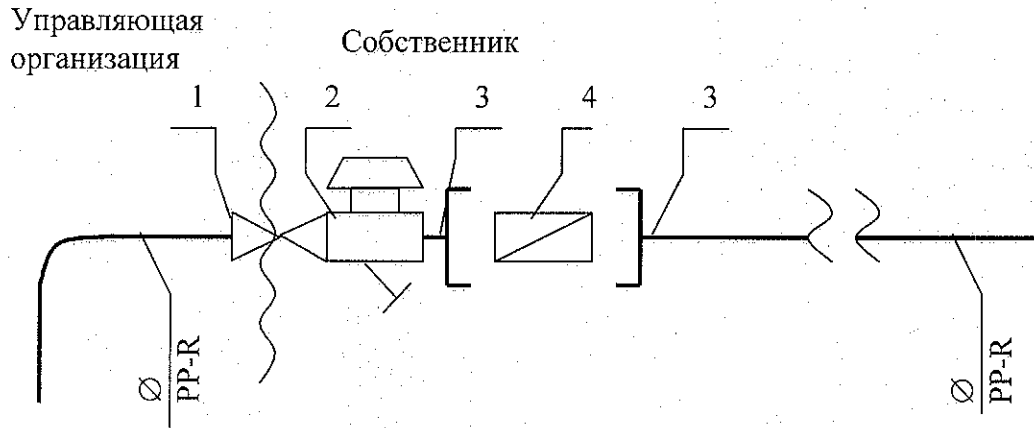 Управляющая
организация
Собственник
1
2
3
4
3
Ø
PP-R
Ø
PP-R